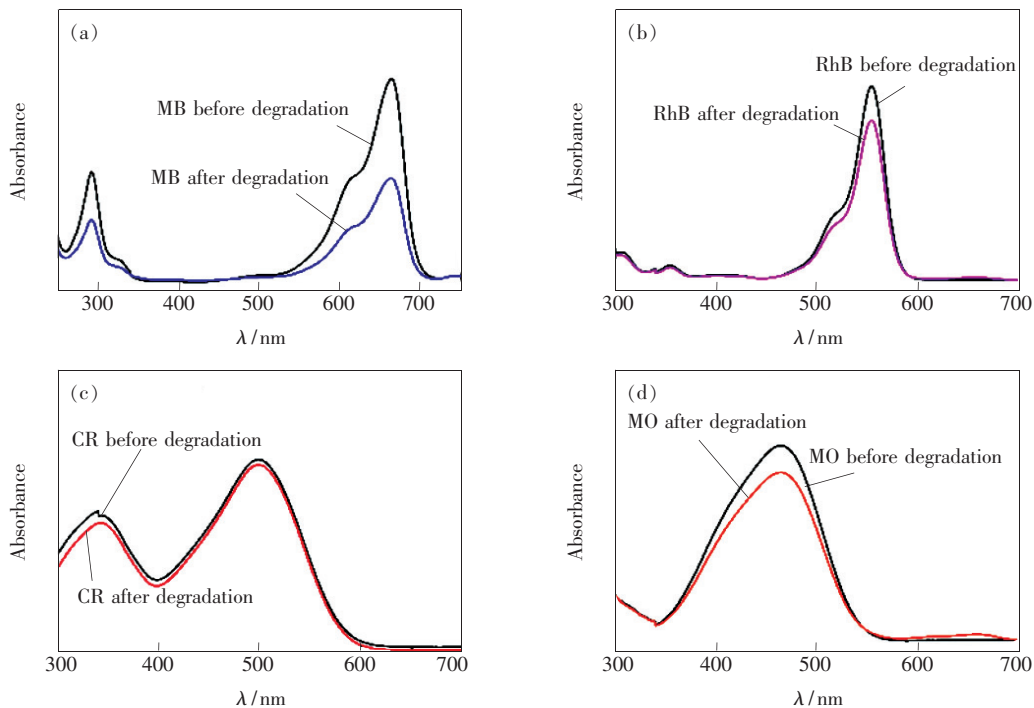 (a)
MB before degradation
MB after degradation
Absorbance
300 400 500 600 700
λ/nm
(b)
RhB before degradation
RhB after degradation
Absorbance
300 400 500 600 700
λ/nm
(c)
CR before degradation
CR after degradation
Absorbance
300 400 500 600 700
λ/nm
(d)
MO after degradation
MO before degradation
Absorbance
300 400 500 600 700
λ/nm